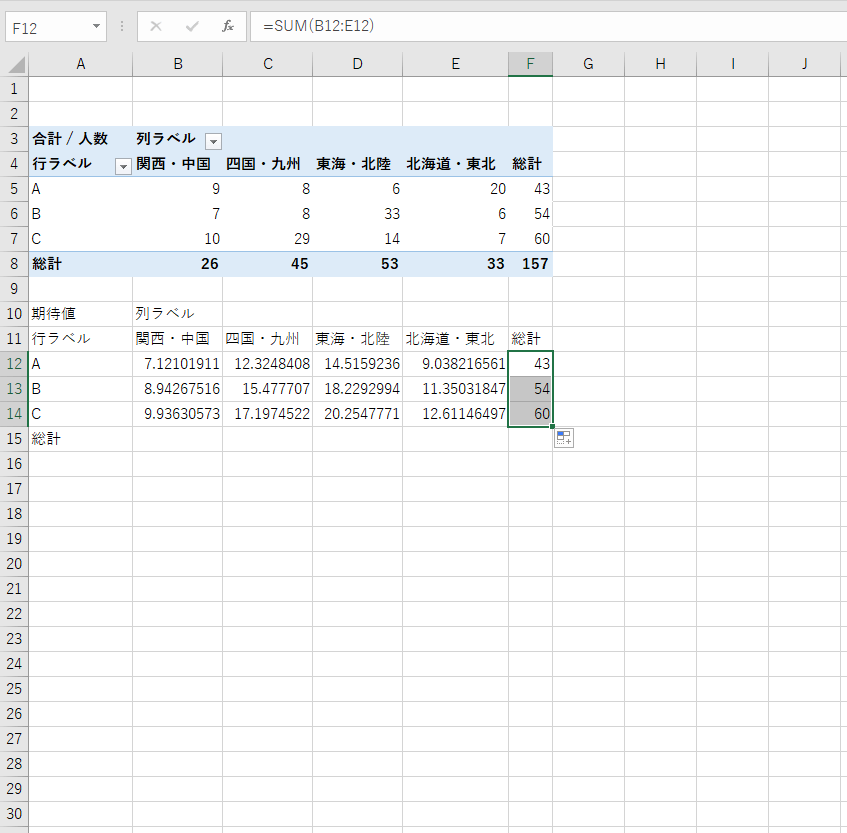 F12 fx =SUM(B12:E12)
A B C D E F G H I J
1
2
3 合計 / 人数 列ラベル
4 行ラベル 関西・中国 四国・九州 東海・北陸 北海道・東北 総計
5 A 9 8 6 20 43
6 B 7 8 33 6 54
7 C 10 29 14 7 60
8 総計 26 45 53 33 157
9
10 期待値 列ラベル
11 行ラベル 関西・中国 四国・九州 東海・北陸 北海道・東北 総計
12 A 7.12101911 12.3248408 14.5159236 9.038216561 43
13 B 8.94267516 15.477707 18.2292994 11.35031847 54
14 C 9.93630573 17.1974522 20.2547771 12.61146497 60
15 総計
16
17
18
19
20
21
22
23
24
25
26
27
28
29
30